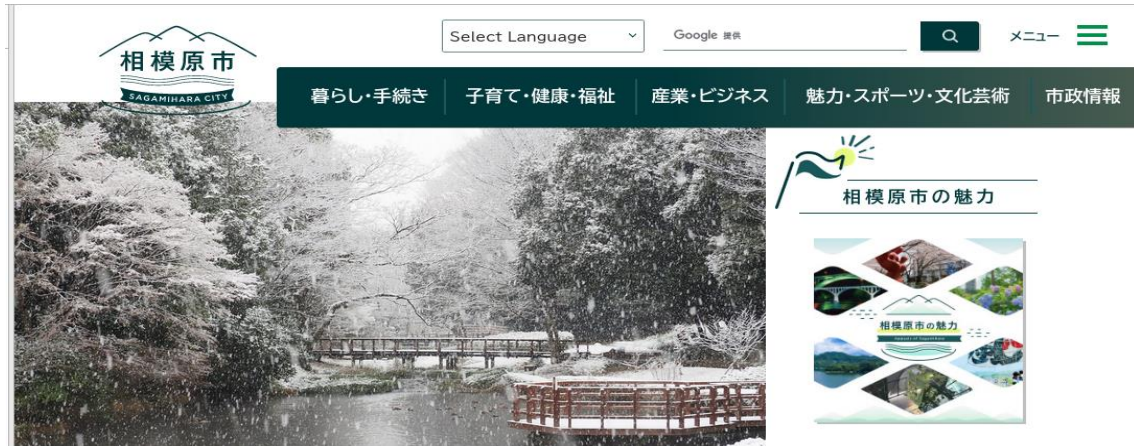 相模原市
SAGAMIHARA CITY
Select Language
Google 提供
メニュー
暮らし・手続き 子育て・健康・福祉 産業・ビジネス 魅力・スポーツ・文化芸術 市政情報
相模原市の魅力
相模原市の魅力